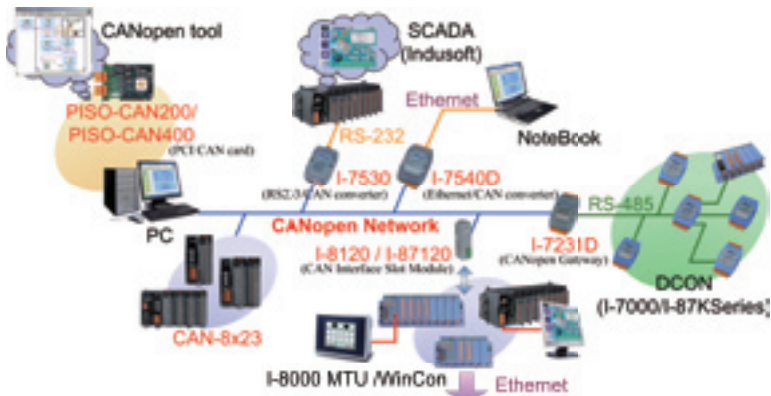 CANopen tool
PISO-CAN200/
PISO-CAN400
(PCI CAN card)
PC
SCADA
(Indusoft)
RS-232
Ethernet
NoteBook
I-7530
(RS2/3/CAN converter)
I-7540D
(Ethernet/CAN converter)
CANopen Network
I-8120 / I-87120
(CAN Interface Slot Module)
I-7231D
(CANopen Gateway)
RS-485
DCON
(I-7000/I-87KSeries)
CAN-8x23
I-8000 MTU /WinCon
Ethernet